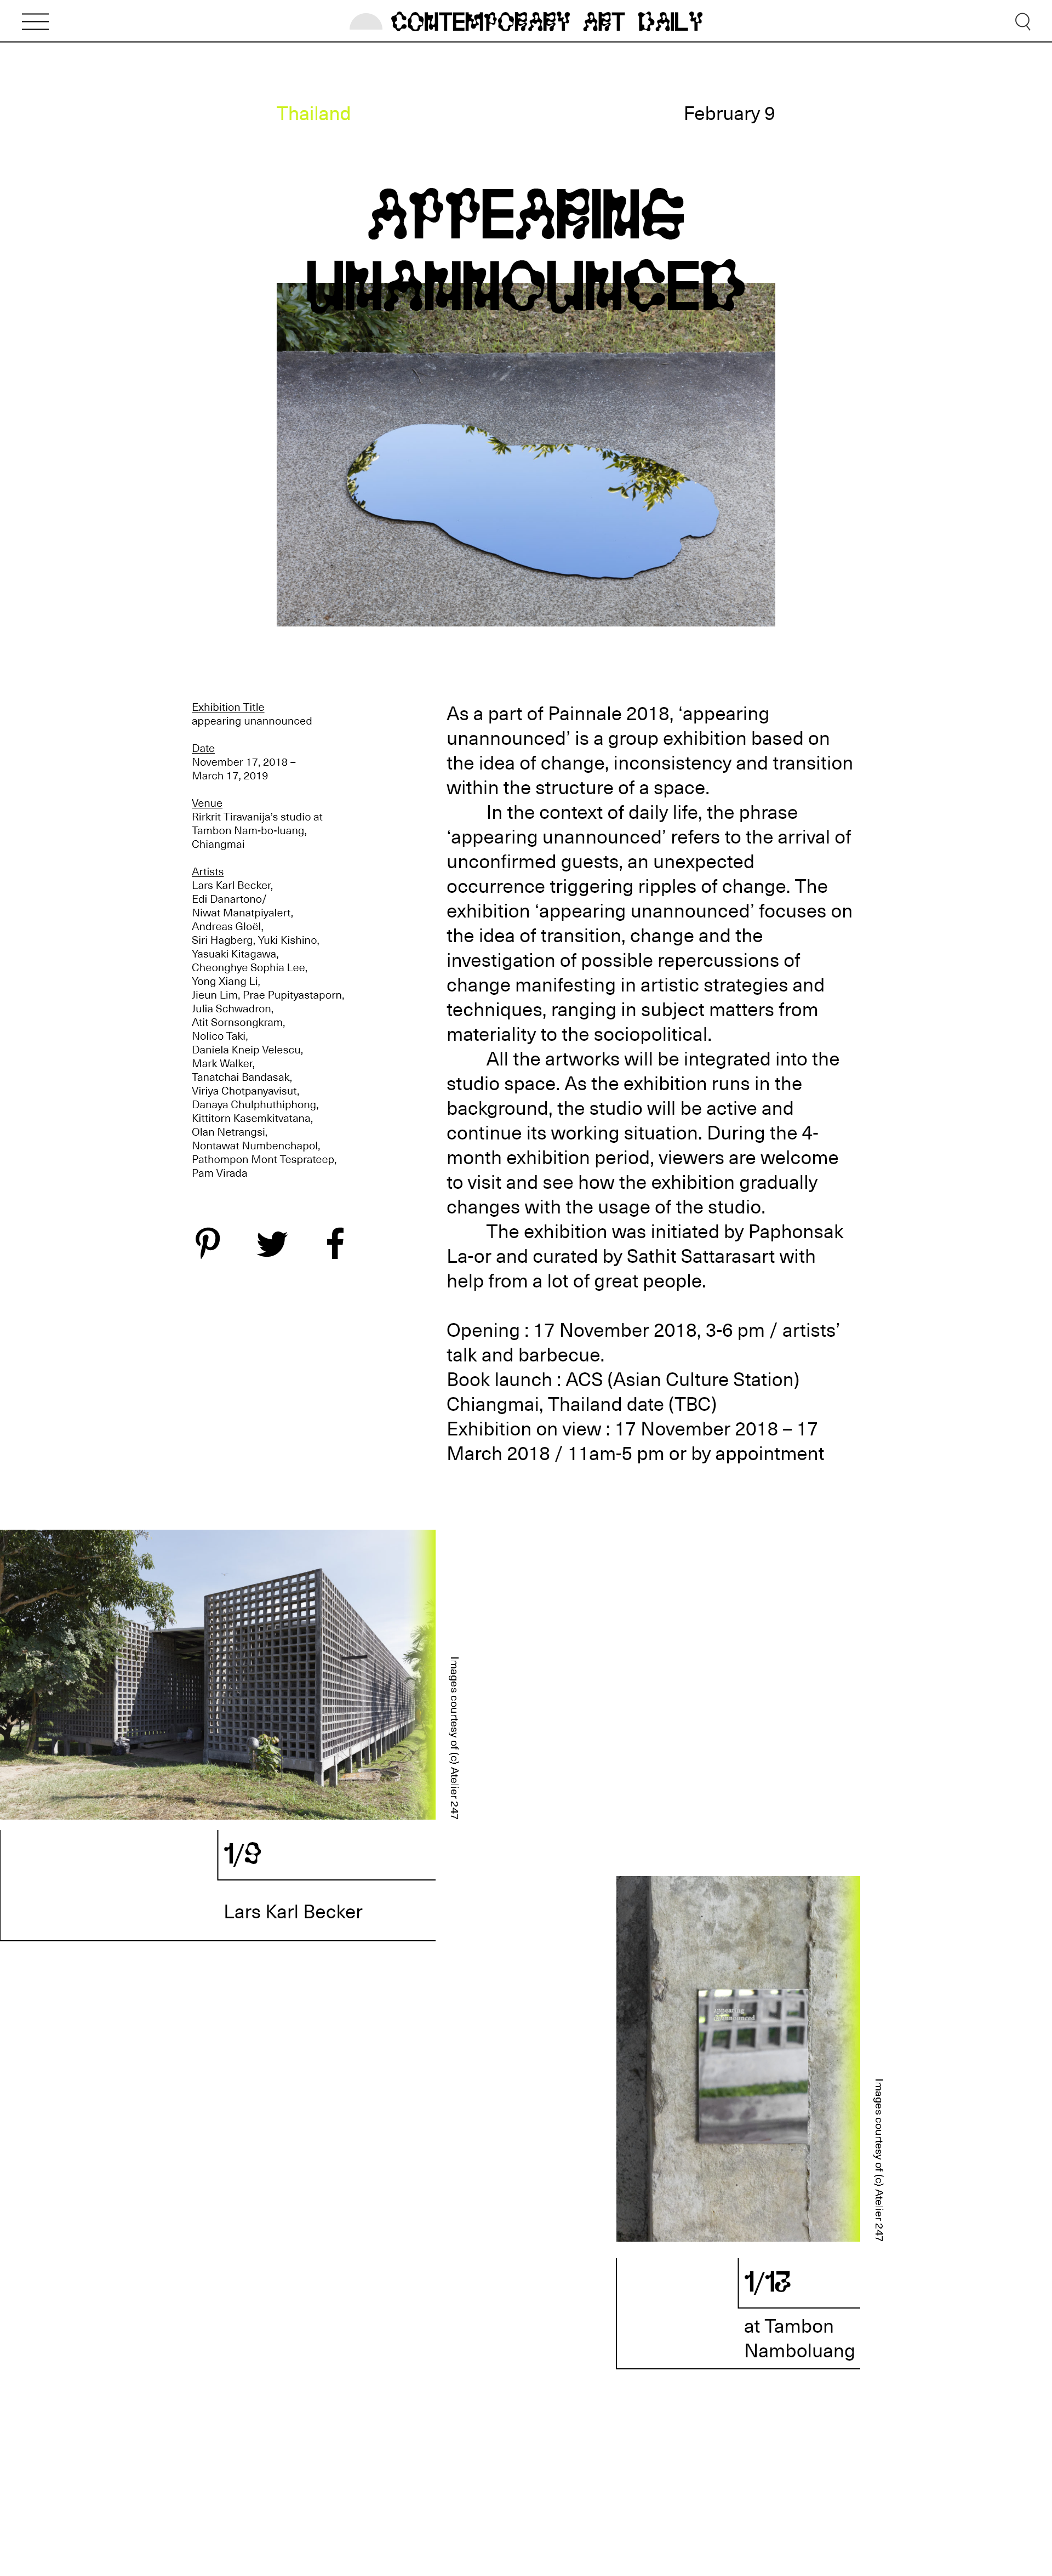 CONTEMPORARY ART DAILY
Thailand
February 9
APPEARING
UNANNOUNCED
Exhibition Title
appearing unannounced
Date
November 17, 2018 –
March 17, 2019
Venue
Rirkrit Tiravanija's studio at
Tambon Nam-bo-luang,
Chiangmai
Artists
Lars Karl Becker,
Edi Danartono/
Niwat Manatpiyalert,
Andreas Gloël,
Siri Hagberg, Yuki Kishino,
Yasuaki Kitagawa,
Cheonghye Sophia Lee,
Yong Xiang Li,
Jieun Lim, Prae Pupityastaporn,
Julia Schwadron,
Atit Sornsongkram,
Nolico Taki,
Daniela Kneip Velescu,
Mark Walker,
Tanatchai Bandasak,
Viriya Chotpanyavisut,
Danaya Chulphuthiphong,
Kittitorn Kasemkitvatana,
Olan Netrangsi,
Nontawat Numbenchapol,
Pathompon Mont Tesprateep,
Pam Virada
As a part of Painnale 2018, ‘appearing
unannounced’ is a group exhibition based on
the idea of change, inconsistency and transition
within the structure of a space.
In the context of daily life, the phrase
‘appearing unannounced’ refers to the arrival of
unconfirmed guests, an unexpected
occurrence triggering ripples of change. The
exhibition ‘appearing unannounced’ focuses on
the idea of transition, change and the
investigation of possible repercussions of
change manifesting in artistic strategies and
techniques, ranging in subject matters from
materiality to the sociopolitical.
All the artworks will be integrated into the
studio space. As the exhibition runs in the
background, the studio will be active and
continue its working situation. During the 4-
month exhibition period, viewers are welcome
to visit and see how the exhibition gradually
changes with the usage of the studio.
The exhibition was initiated by Paphonsak
La-or and curated by Sathit Sattarasart with
help from a lot of great people.
Opening : 17 November 2018, 3-6 pm / artists’
talk and barbecue.
Book launch : ACS (Asian Culture Station)
Chiangmai, Thailand date (TBC)
Exhibition on view : 17 November 2018 – 17
March 2018 / 11am-5 pm or by appointment
Images courtesy of (c) Atelier 247
1/9
Lars Karl Becker
appearing
unannounced
Images courtesy of (c) Atelier 247
1/13
at Tambon
Namboluang